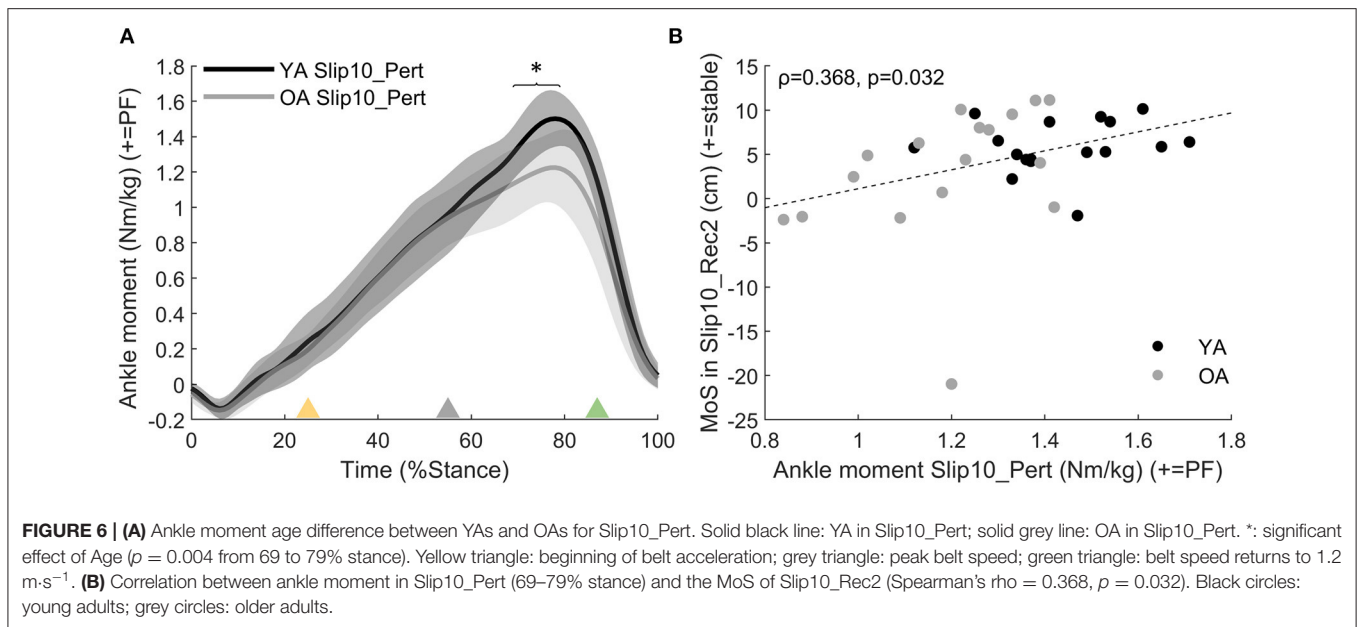 A
YA Slip10_Pert
OA Slip10_Pert
*
1.8
1.6
1.4
1.2
1
0.8
0.6
0.4
0.2
0
-0.2
Ankle moment (Nm/kg) (+=PF)
0
20
40
60
80
100
Time (%Stance)
B
ρ=0.368, p=0.032
15
10
5
0
-5
-10
-15
-20
-25
MoS in Slip10_Rec2 (cm) (+=stable)
YA
OA
0.8
1
1.2
1.4
1.6
1.8
Ankle moment Slip10_Pert (Nm/kg) (+=PF)
FIGURE 6 | (A) Ankle moment age difference between YAs and OAs for Slip10_Pert. Solid black line: YA in Slip10_Pert; solid grey line: OA in Slip10_Pert. *: significant
effect of Age (p = 0.004 from 69 to 79% stance). Yellow triangle: beginning of belt acceleration; grey triangle: peak belt speed; green triangle: belt speed returns to 1.2
m·s⁻¹. (B) Correlation between ankle moment in Slip10_Pert (69–79% stance) and the MoS of Slip10_Rec2 (Spearman's rho = 0.368, p = 0.032). Black circles:
young adults; grey circles: older adults.